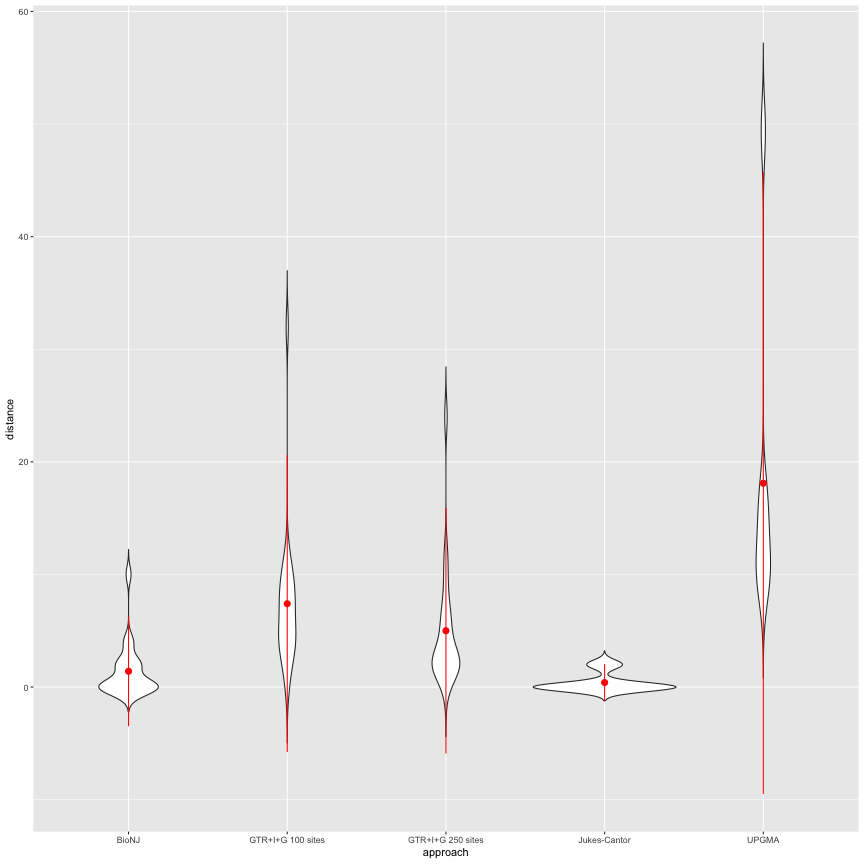 60
40
20
0
distance
BioNJ
GTR+I+G 100 sites
GTR+I+G 250 sites
Jukes-Cantor
UPGMA
approach